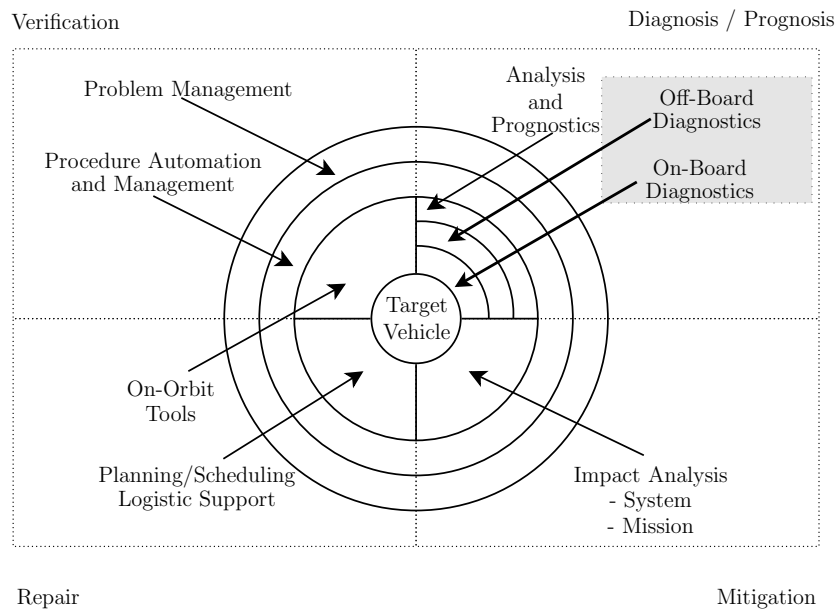 Verification
Diagnosis / Prognosis
Problem Management
Analysis
and
Prognostics
Off-Board
Diagnostics
Procedure Automation
and Management
On-Board
Diagnostics
Target
Vehicle
On-Orbit
Tools
Planning/Scheduling
Logistic Support
Impact Analysis
- System
- Mission
Repair
Mitigation